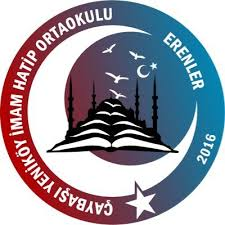 ÇAYBAŞI YENİKÖY İMAM HATİP ORTAOKULU
ERENLER
2016